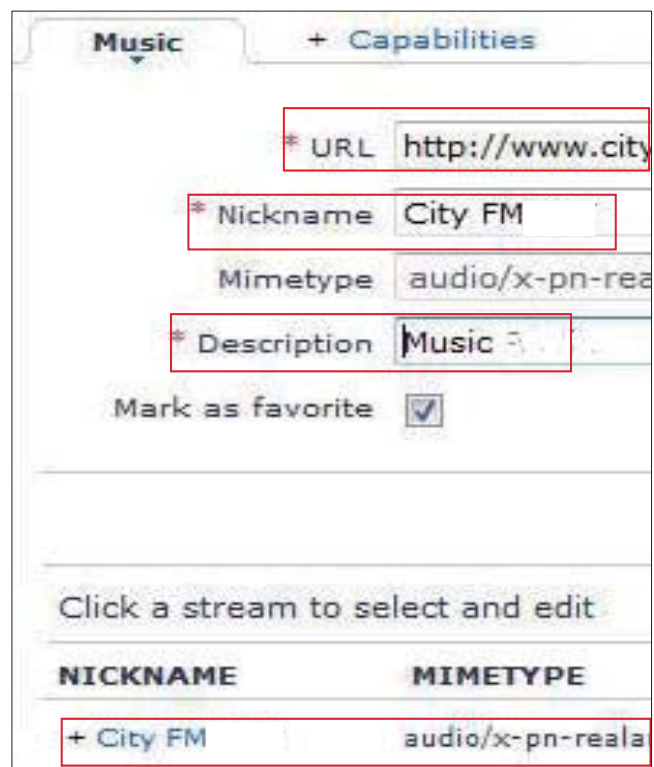 Music + Capabilities
* URL http://www.city
* Nickname City FM
Mimetype audio/x-pn-rea
* Description Music
Mark as favorite
Click a stream to select and edit
NICKNAME MIMETYPE
+ City FM audio/x-pn-reala